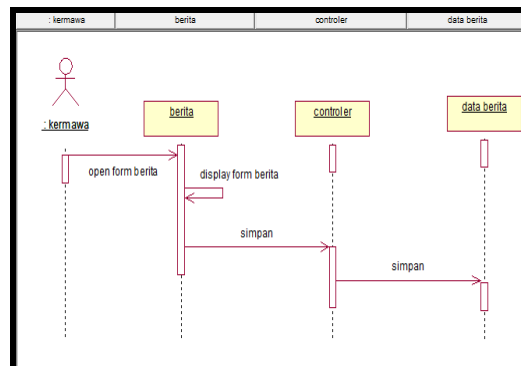 : kermawa
berita
controler
data berita
: kermawa
berita
controler
data berita
open form berita
display form berita
simpan
simpan